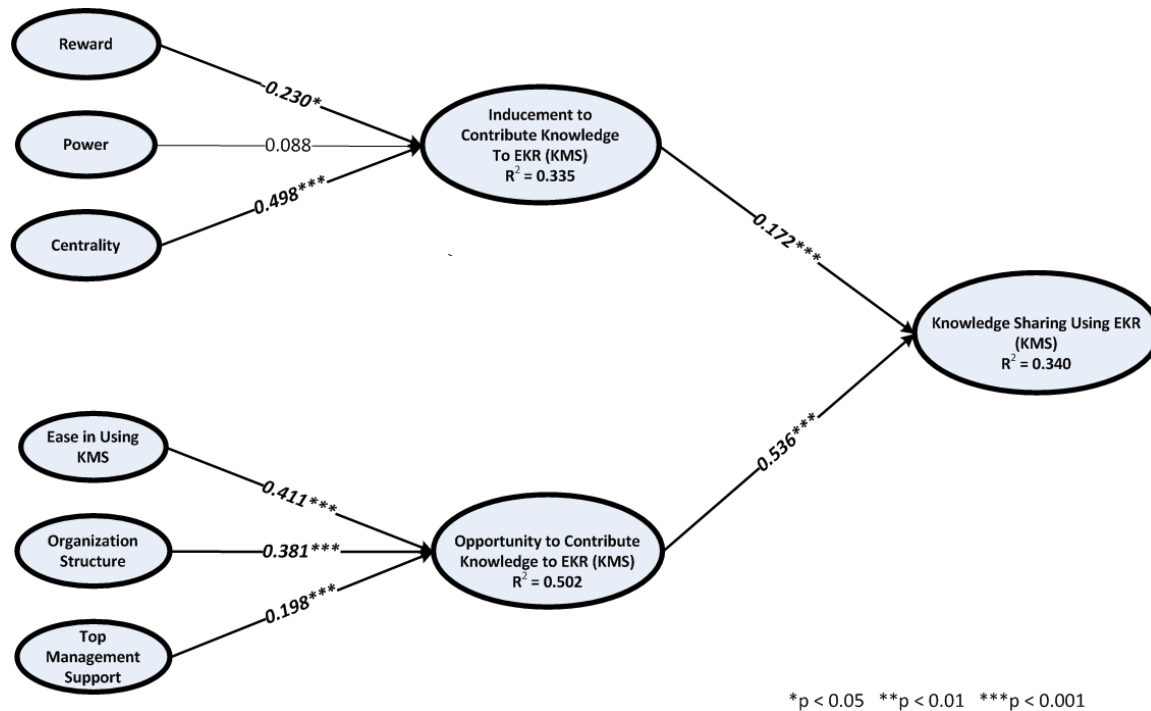 Reward
0.230*
Power
0.088
Centrality
0.498***
Inducement to
Contribute Knowledge
To EKR (KMS)
R² = 0.335
0.172***
Knowledge Sharing Using EKR
(KMS)
R² = 0.340
Ease in Using
KMS
0.411***
Organization
Structure
0.381***
Top
Management
Support
0.198***
Opportunity to Contribute
Knowledge to EKR (KMS)
R² = 0.502
0.536***
*p < 0.05 **p < 0.01 ***p < 0.001